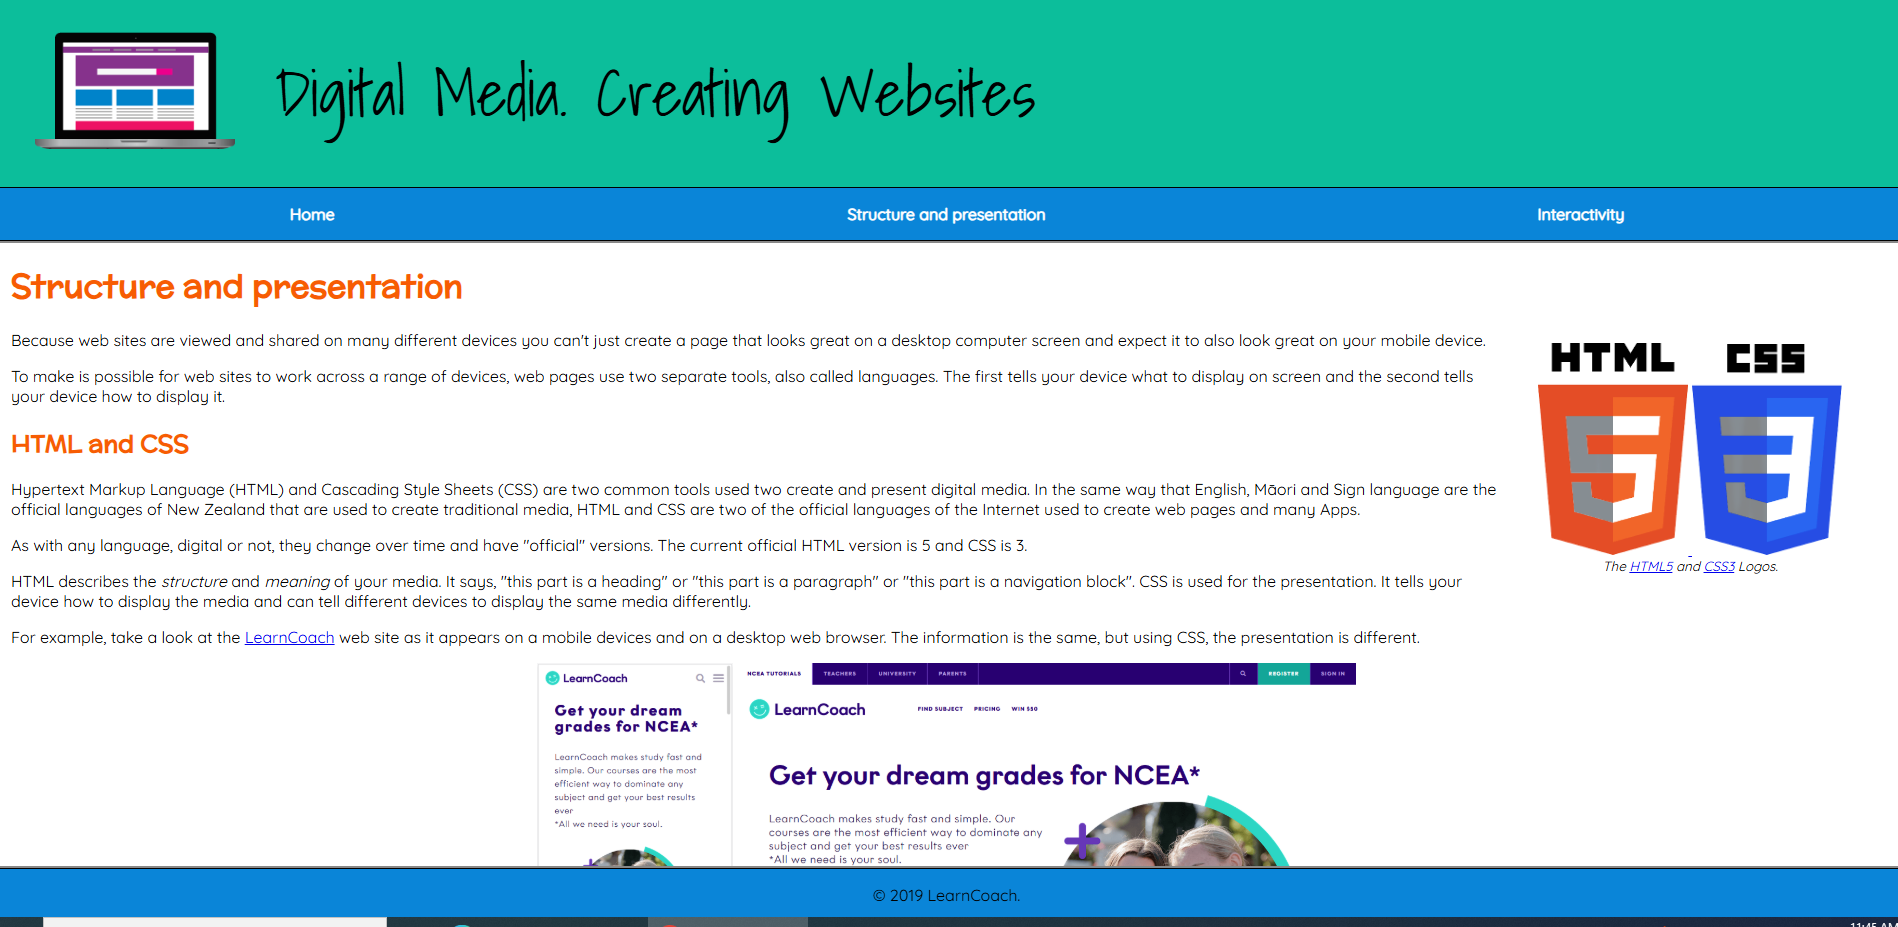 Digital Media. Creating Websites
Home
Structure and presentation
Interactivity
Structure and presentation
Because web sites are viewed and shared on many different devices you can't just create a page that looks great on a desktop computer screen and expect it to also look great on your mobile device.
To make is possible for web sites to work across a range of devices, web pages use two separate tools, also called languages. The first tells your device what to display on screen and the second tells
your device how to display it.
HTML and CSS
Hypertext Markup Language (HTML) and Cascading Style Sheets (CSS) are two common tools used two create and present digital media. In the same way that English, Māori and Sign language are the
official languages of New Zealand that are used to create traditional media, HTML and CSS are two of the official languages of the Internet used to create web pages and many Apps.
As with any language, digital or not, they change over time and have "official" versions. The current official HTML version is 5 and CSS is 3.
HTML describes the structure and meaning of your media. It says, "this part is a heading" or "this part is a paragraph" or "this part is a navigation block". CSS is used for the presentation. It tells your
device how to display the media and can tell different devices to display the same media differently.
For example, take a look at the LearnCoach web site as it appears on a mobile devices and on a desktop web browser. The information is the same, but using CSS, the presentation is different.
HTML
5
CSS
3
The HTML5 and CSS3 Logos.
LearnCoach
Get your dream
grades for NCEA*
LearnCoach makes study fast and
simple. Our courses are the most
efficient way to dominate any
subject and get your best results
ever
*All we need is your soul.
NCEA TUTORIALS
TEACHERS
UNIVERSITY
PARENTS
REGISTER
SIGN IN
LearnCoach
FIND SUBJECT
PRICING
WIN $50
Get your dream grades for NCEA*
LearnCoach makes study fast and simple. Our
courses are the most efficient way to dominate any
subject and get your best results ever
*All we need is your soul.
© 2019 LearnCoach.
11:45 AM